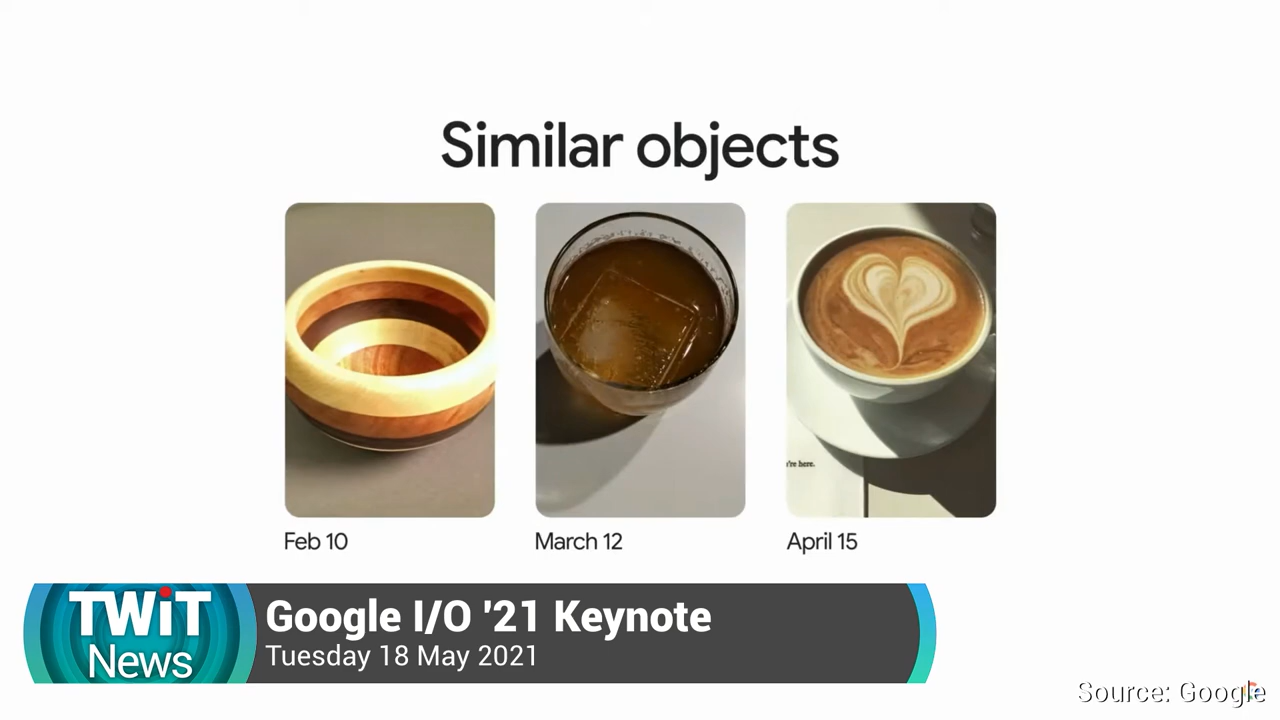 Similar objects
're here.
Feb 10
March 12
April 15
TWiT
News
Google I/O '21 Keynote
Tuesday 18 May 2021
Source: Google